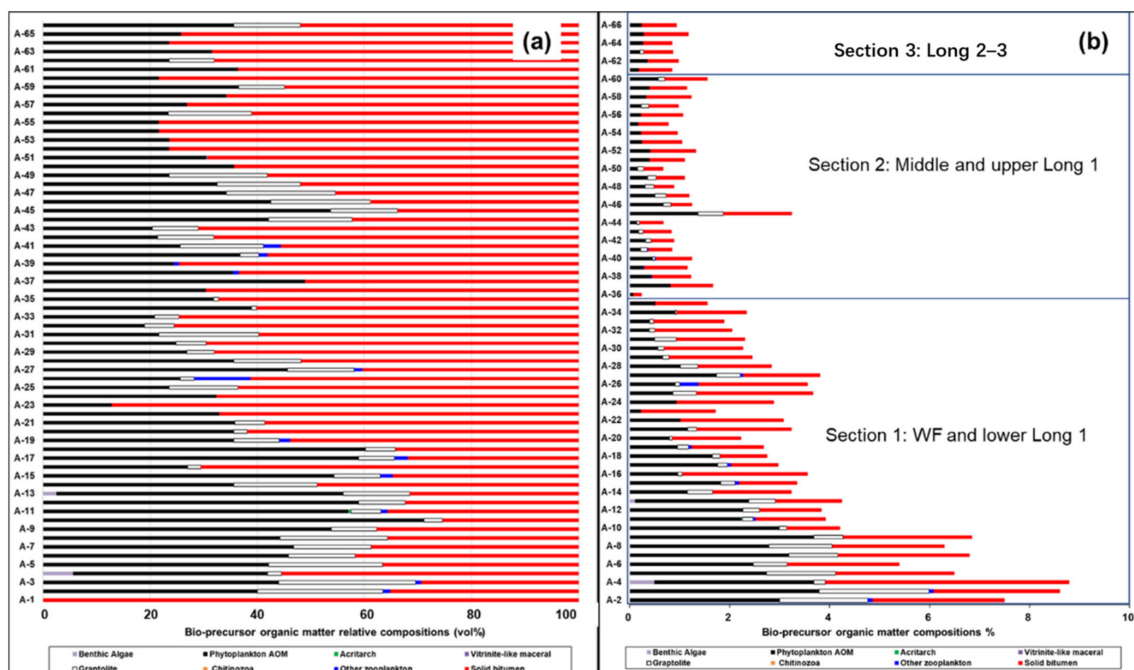 (a)
A-65
A-63
A-61
A-59
A-57
A-55
A-53
A-51
A-49
A-47
A-45
A-43
A-41
A-39
A-37
A-35
A-33
A-31
A-29
A-27
A-25
A-23
A-21
A-19
A-17
A-15
A-13
A-11
A-9
A-7
A-5
A-3
A-1
0 20 40 60 80 100
Bio-precursor organic matter relative compositions (vol%)
Benthic Algae Phytoplankton AOM Acritarch Vitrinite-like maceral
Graptolite Chitinozoa Other zooplankton Solid bitumen
(b)
Section 3: Long 2–3
Section 2: Middle and upper Long 1
Section 1: WF and lower Long 1
A-66
A-64
A-62
A-60
A-58
A-56
A-54
A-52
A-50
A-48
A-46
A-44
A-42
A-40
A-38
A-36
A-34
A-32
A-30
A-28
A-26
A-24
A-22
A-20
A-18
A-16
A-14
A-12
A-10
A-8
A-6
A-4
A-2
0 2 4 6 8 10
Bio-precursor organic matter compositions %
Benthic Algae Phytoplankton AOM Acritarch Vitrinite-like maceral
Graptolite Chitinozoa Other zooplankton Solid bitumen